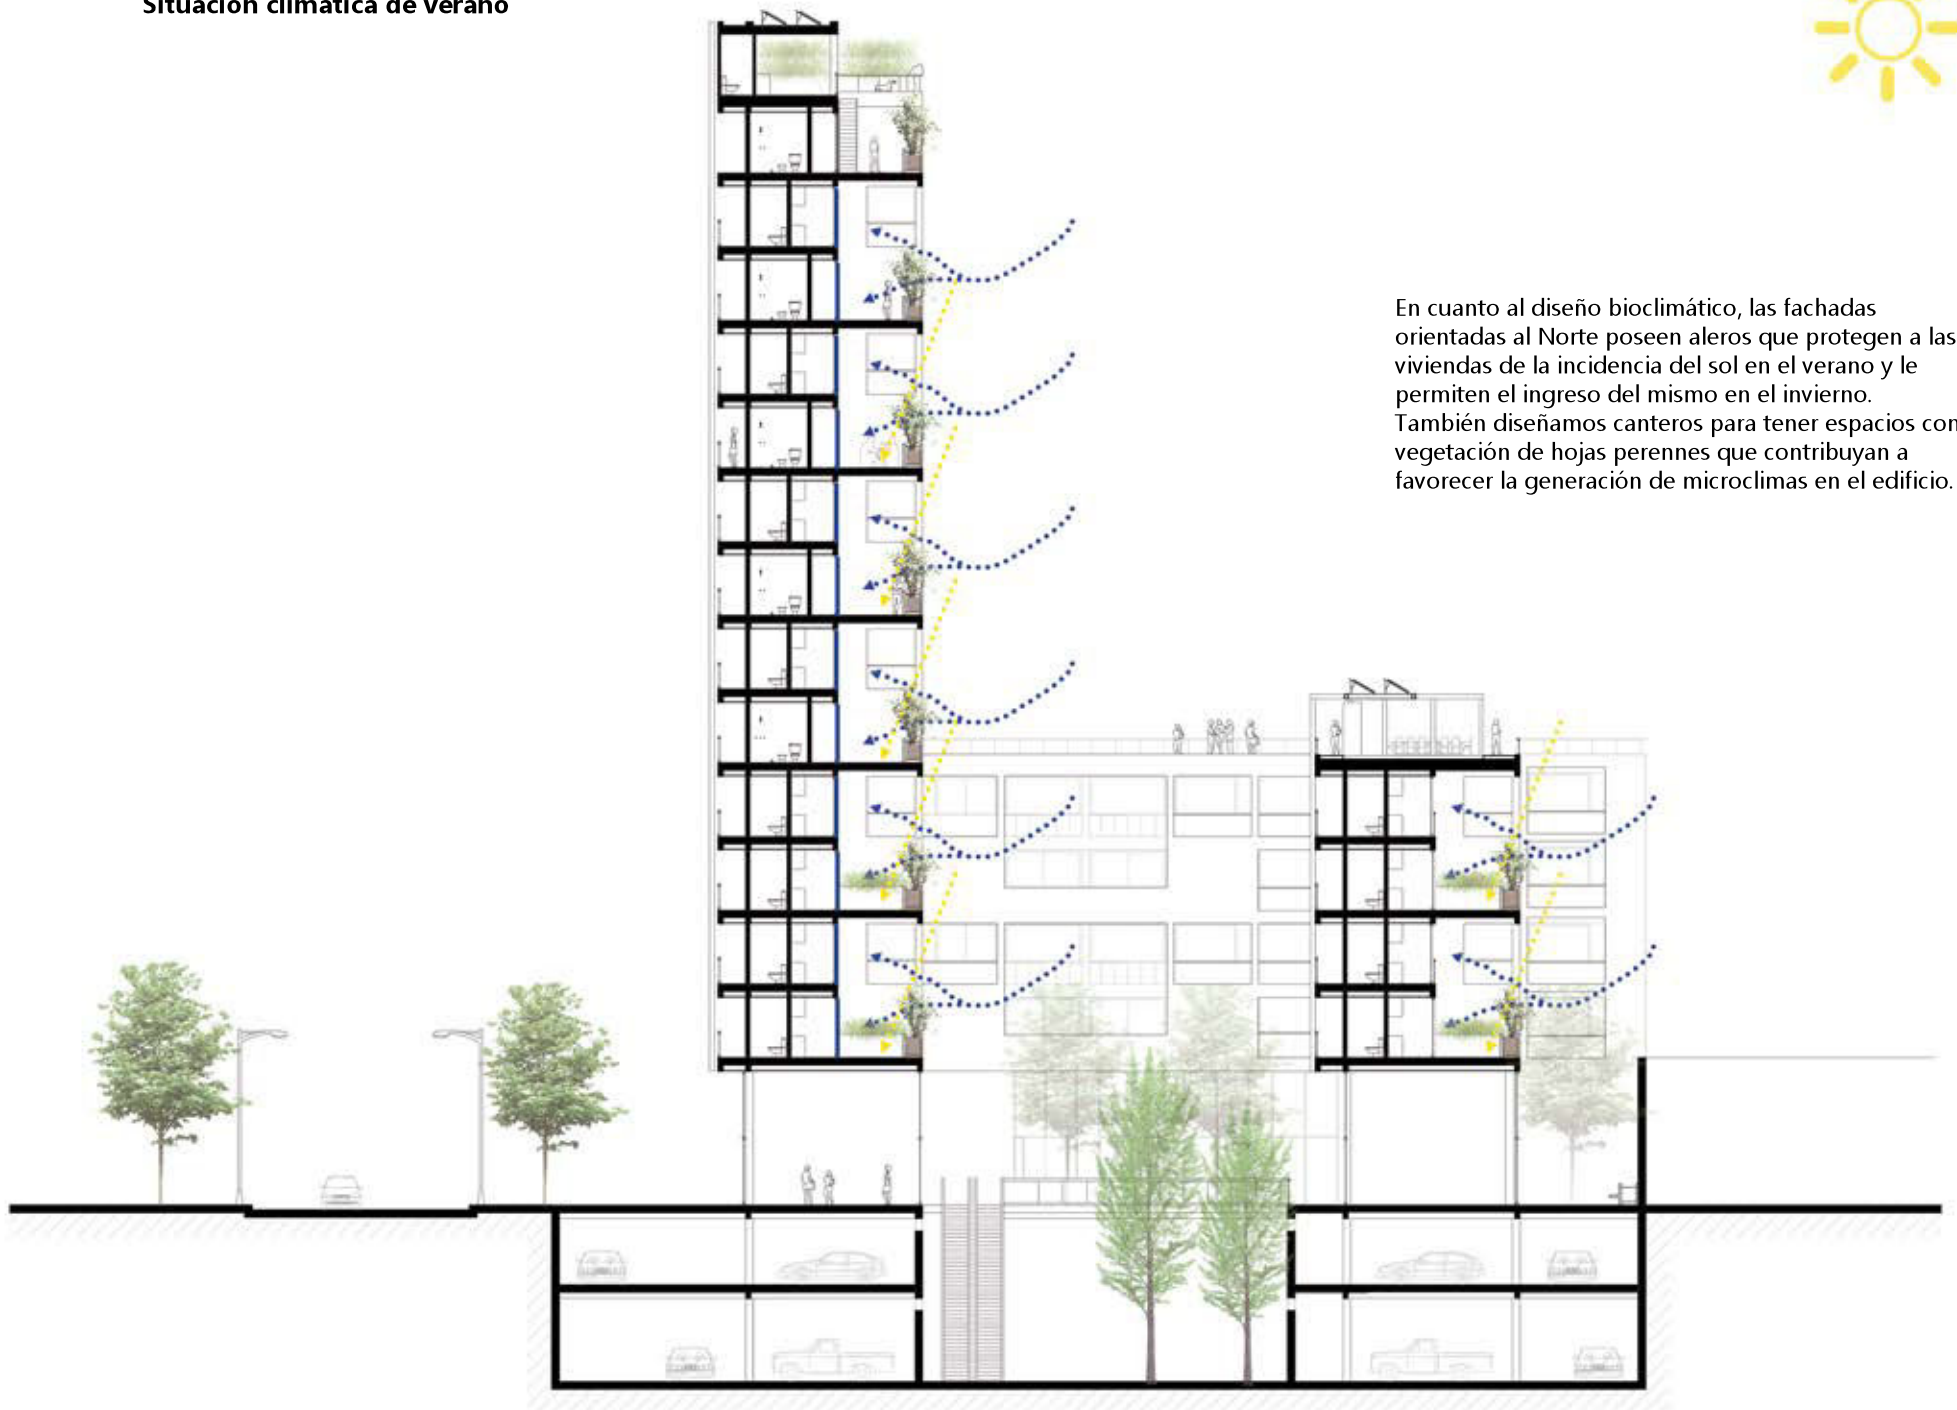 Situación climática de verano
En cuanto al diseño bioclimático, las fachadas
orientadas al Norte poseen aleros que protegen a las
viviendas de la incidencia del sol en el verano y le
permiten el ingreso del mismo en el invierno.
También diseñamos canteros para tener espacios con
vegetación de hojas perennes que contribuyan a
favorecer la generación de microclimas en el edificio.